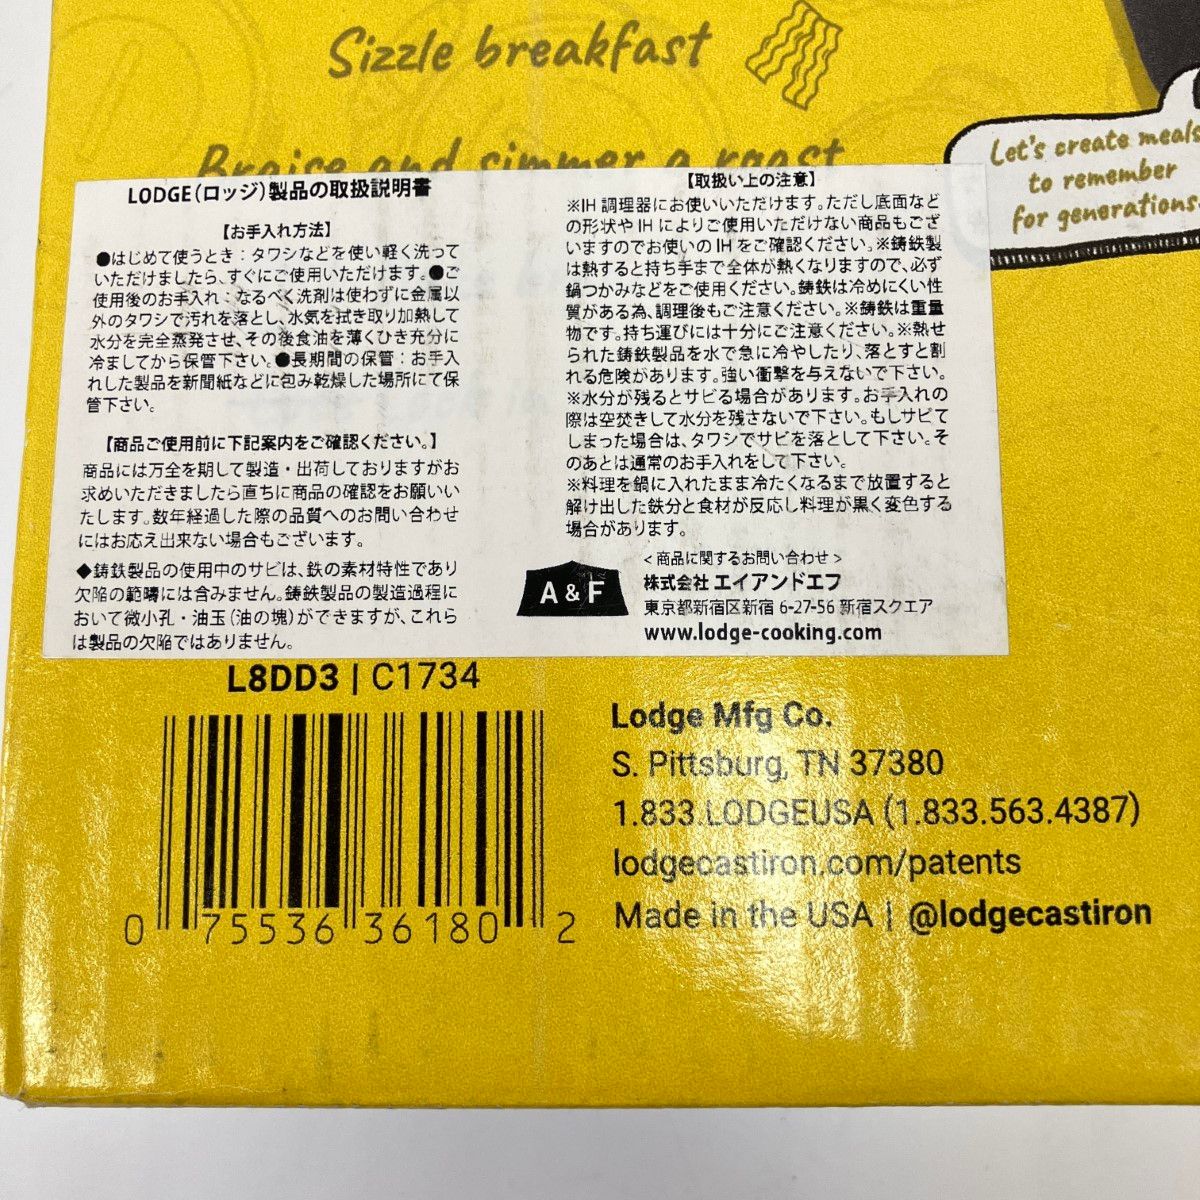 Sizzle breakfast
Braise and simmer a roast
Let's create meals
to remember
for generations.
LODGE（ロッジ）製品の取扱説明書
【お手入れ方法】
●はじめて使うとき：タワシなどを使い軽く洗って
いただけましたら、すぐにご使用いただけます。●ご
使用後のお手入れ：なるべく洗剤は使わずに金属以
外のタワシで汚れを落とし、水気を拭き取り加熱して
水分を完全蒸発させ、その後食油を薄くひき充分に
冷ましてから保管下さい。●長期間の保管：お手入
れした製品を新聞紙などに包み乾燥した場所にて保
管下さい。
【商品ご使用前に下記案内をご確認ください。】
商品には万全を期して製造・出荷しておりますがお
求めいただきましたら直ちに商品の確認をお願いい
たします。数年経過した際の品質へのお問い合わせ
にはお応え出来ない場合もございます。
◆鋳鉄製品の使用中のサビは、鉄の素材特性であり
欠陥の範疇には含みません。鋳鉄製品の製造過程に
おいて微小孔・油玉（油の塊）ができますが、これら
は製品の欠陥ではありません。
【取扱い上の注意】
※IH調理器にお使いいただけます。ただし底面など
の形状やIHによりご使用いただけない商品もござ
いますのでお使いのIHをご確認ください。※鋳鉄製
は熱すると持ち手まで全体が熱くなりますので、必ず
鍋つかみなどをご使用ください。鋳鉄は冷めにくい性
質がある為、調理後もご注意ください。※鋳鉄は重量
物です。持ち運びには十分にご注意ください。※熱せ
られた鋳鉄製品を水で急に冷やしたり、落とすと割
れる危険があります。強い衝撃を与えないで下さい。
※水分が残るとサビる場合があります。お手入れの
際は空焚きして水分を残さないで下さい。もしサビて
しまった場合は、タワシでサビを落として下さい。そ
のあとは通常のお手入れをして下さい。
※料理を鍋に入れたまま冷たくなるまで放置すると
解け出した鉄分と食材が反応し料理が黒く変色する
場合があります。
A & F
＜商品に関するお問い合わせ＞
株式会社 エイアンドエフ
東京都新宿区新宿 6-27-56 新宿スクエア
www.lodge-cooking.com
L8DD3 | C1734
0 75536 36180 2
Lodge Mfg Co.
S. Pittsburg, TN 37380
1.833.LODGEUSA (1.833.563.4387)
lodgecastiron.com/patents
Made in the USA | @lodgecastiron